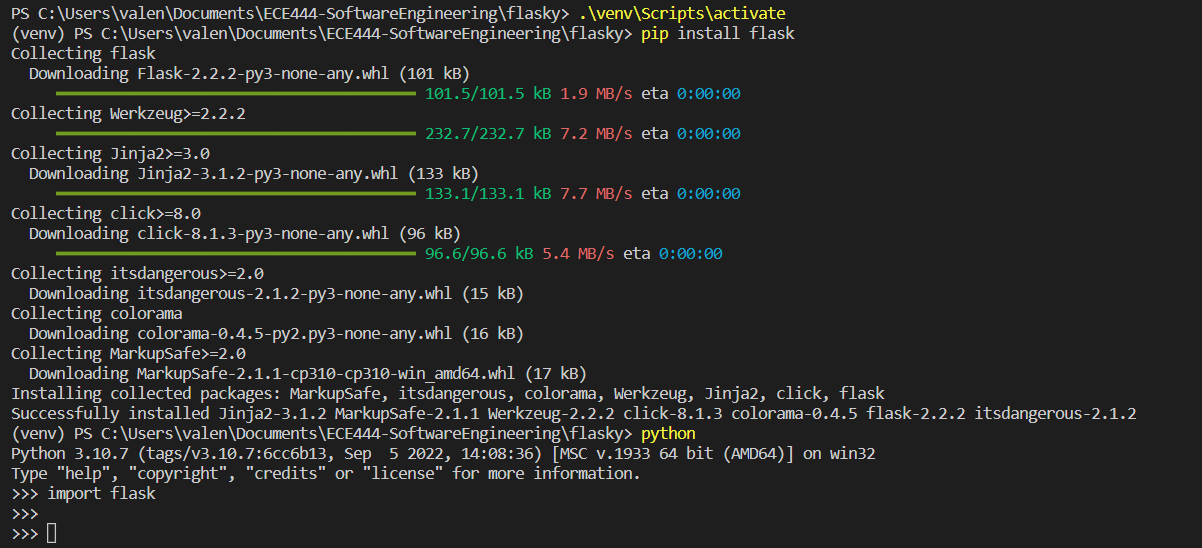 PS C:\Users\valen\Documents\ECE444-SoftwareEngineering\flasky> .\venv\Scripts\activate
(venv) PS C:\Users\valen\Documents\ECE444-SoftwareEngineering\flasky> pip install flask
Collecting flask
  Downloading Flask-2.2.2-py3-none-any.whl (101 kB)
     101.5/101.5 kB 1.9 MB/s eta 0:00:00
Collecting Werkzeug>=2.2.2
     232.7/232.7 kB 7.2 MB/s eta 0:00:00
Collecting Jinja2>=3.0
  Downloading Jinja2-3.1.2-py3-none-any.whl (133 kB)
     133.1/133.1 kB 7.7 MB/s eta 0:00:00
Collecting click>=8.0
  Downloading click-8.1.3-py3-none-any.whl (96 kB)
     96.6/96.6 kB 5.4 MB/s eta 0:00:00
Collecting itsdangerous>=2.0
  Downloading itsdangerous-2.1.2-py3-none-any.whl (15 kB)
Collecting colorama
  Downloading colorama-0.4.5-py2.py3-none-any.whl (16 kB)
Collecting MarkupSafe>=2.0
  Downloading MarkupSafe-2.1.1-cp310-cp310-win_amd64.whl (17 kB)
Installing collected packages: MarkupSafe, itsdangerous, colorama, Werkzeug, Jinja2, click, flask
Successfully installed Jinja2-3.1.2 MarkupSafe-2.1.1 Werkzeug-2.2.2 click-8.1.3 colorama-0.4.5 flask-2.2.2 itsdangerous-2.1.2
(venv) PS C:\Users\valen\Documents\ECE444-SoftwareEngineering\flasky> python
Python 3.10.7 (tags/v3.10.7:6cc6b13, Sep  5 2022, 14:08:36) [MSC v.1933 64 bit (AMD64)] on win32
Type "help", "copyright", "credits" or "license" for more information.
>>> import flask
>>>
>>>